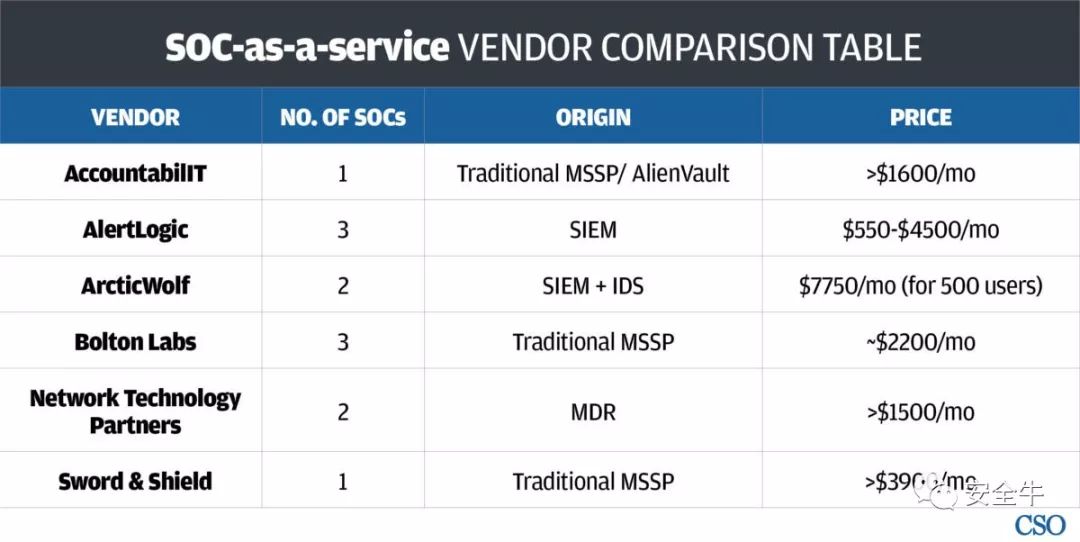 SOC-as-a-service VENDOR COMPARISON TABLE
VENDOR NO. OF SOCs ORIGIN PRICE
AccountabilIT 1 Traditional MSSP/ AlienVault >$1600/mo
AlertLogic 3 SIEM $550-$4500/mo
ArcticWolf 2 SIEM + IDS $7750/mo (for 500 users)
Bolton Labs 3 Traditional MSSP ~$2200/mo
Network Technology
Partners 2 MDR >$1500/mo
Sword & Shield 1 Traditional MSSP
安全牛
CSO